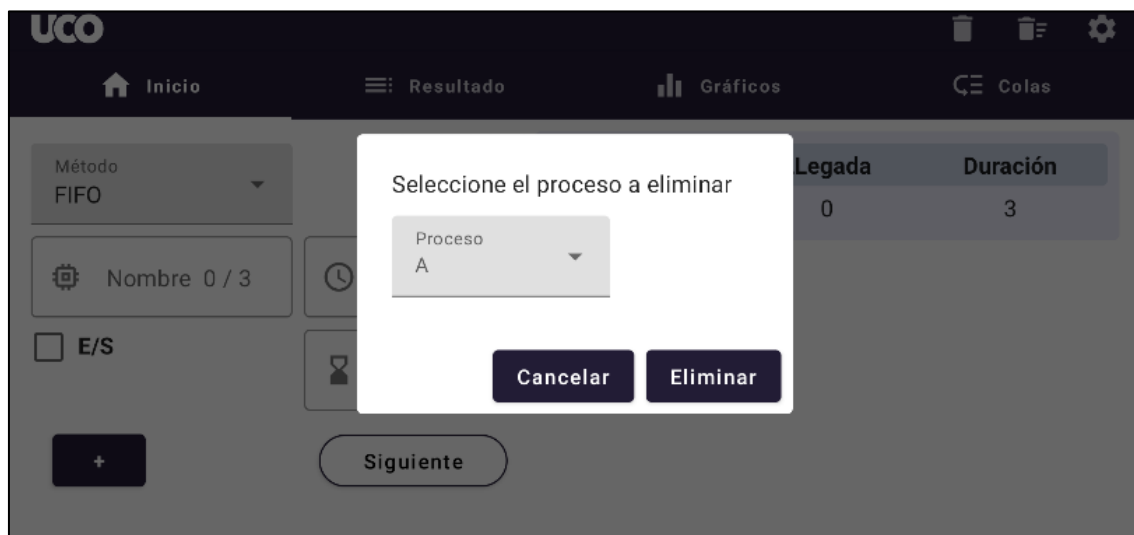 UCO
Inicio
Resultado
Gráficos
Colas
Método
FIFO
Legada
Duración
0
3
Seleccione el proceso a eliminar
Proceso
A
Nombre 0 / 3
E/S
Cancelar
Eliminar
+
Siguiente